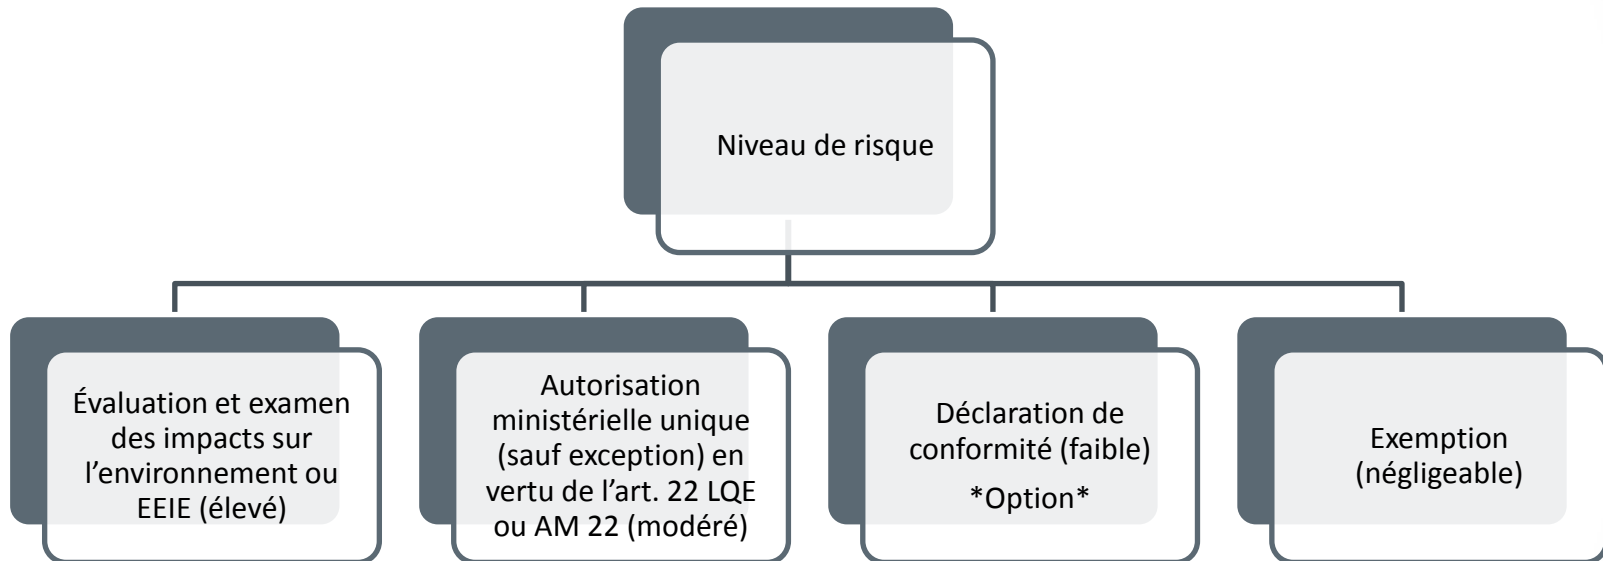 Niveau de risque
Évaluation et examen
des impacts sur
l’environnement ou
EEIE (élevé)
Autorisation
ministérielle unique
(sauf exception) en
vertu de l’art. 22 LQE
ou AM 22 (modéré)
Déclaration de
conformité (faible)
*Option*
Exemption
(négligeable)